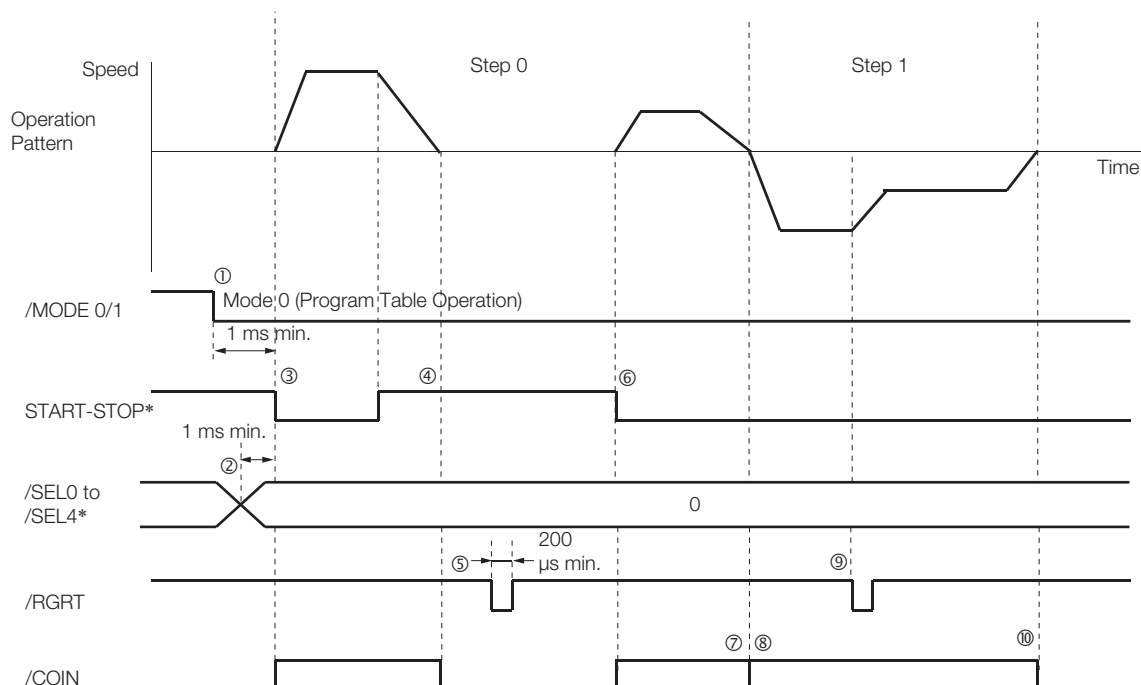 Speed
Step 0
Step 1
Operation
Pattern
Time
①
/MODE 0/1
Mode 0 (Program Table Operation)
1 ms min.
③
④
⑥
START-STOP*
1 ms min.
②
/SEL0 to
/SEL4*
0
⑤
200
µs min.
⑨
/RGRT
⑦
⑧
⑩
/COIN